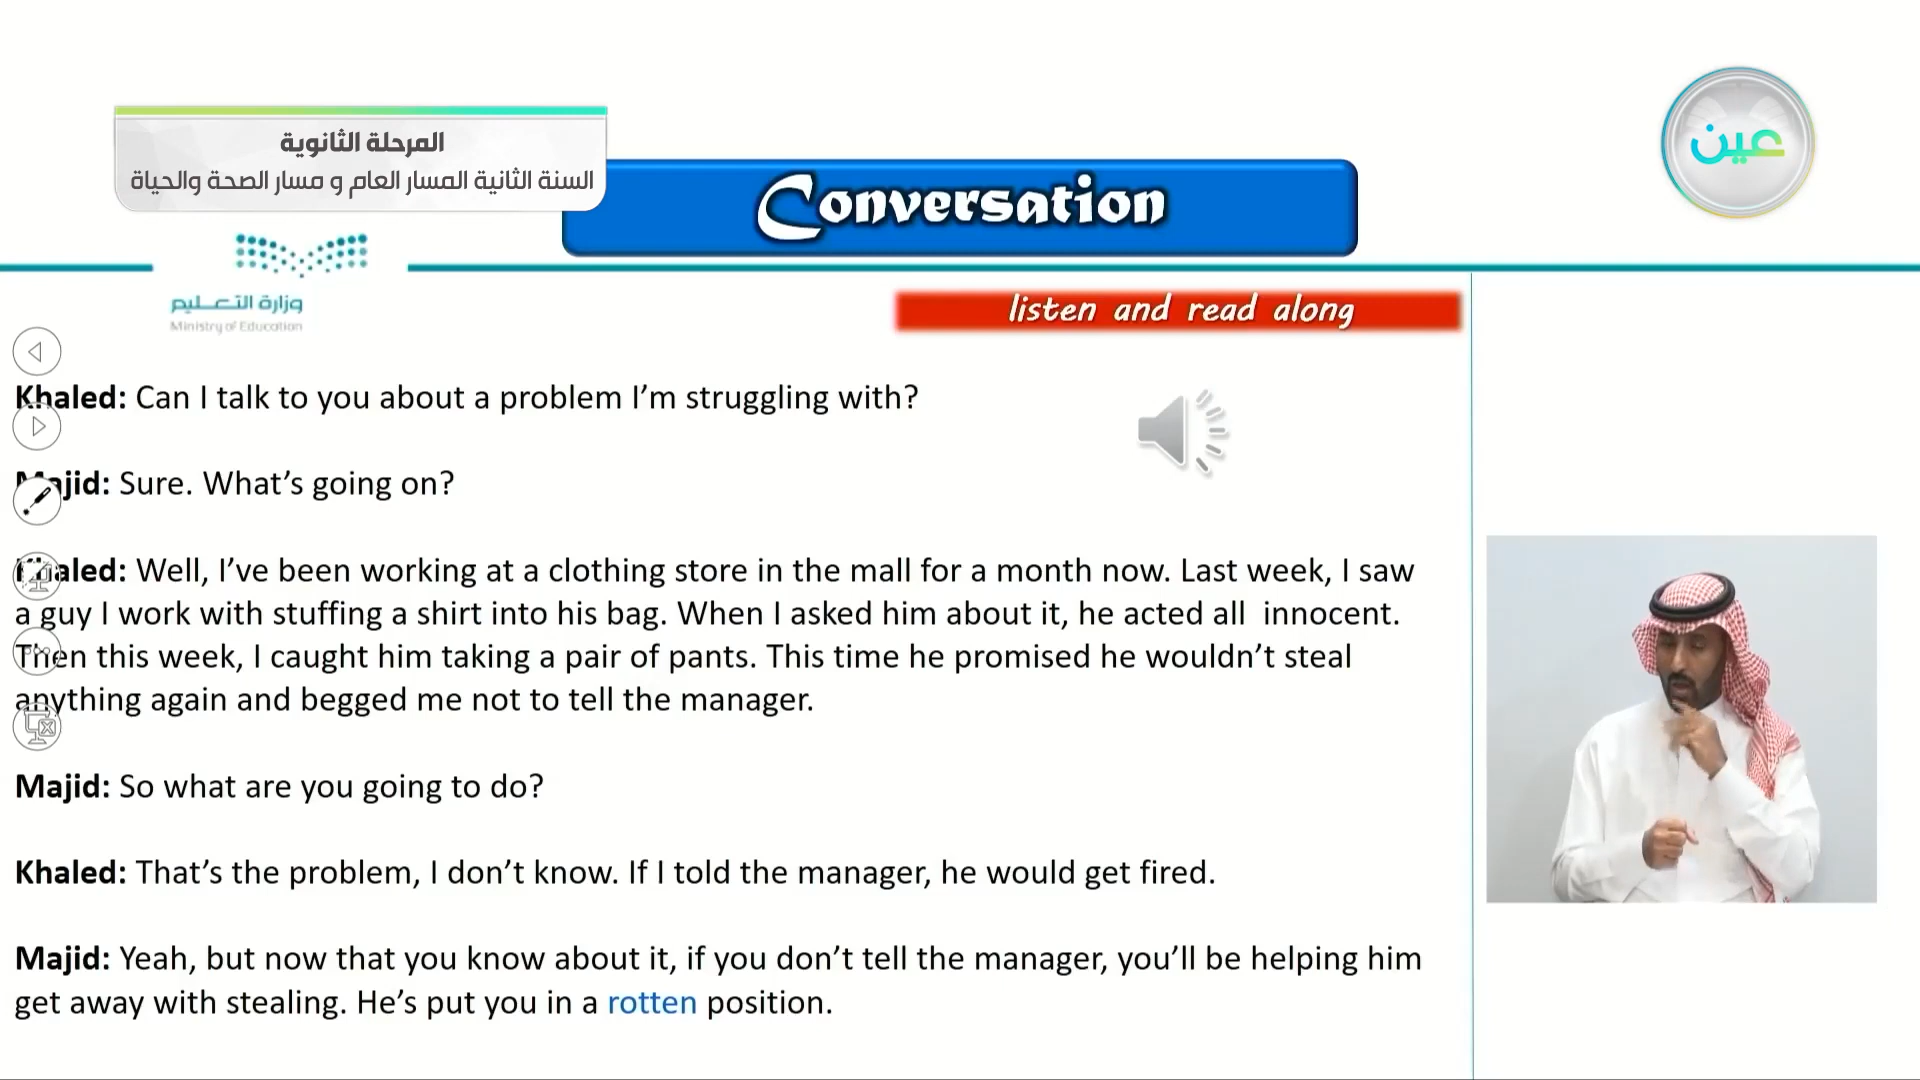 المرحلة الثانوية
السنة الثانية المسار العام و مسار الصحة والحياة
عين
Conversation
وزارة التعليم
Ministry of Education
listen and read along
Khaled: Can I talk to you about a problem I’m struggling with?
Majid: Sure. What’s going on?
Khaled: Well, I’ve been working at a clothing store in the mall for a month now. Last week, I saw
a guy I work with stuffing a shirt into his bag. When I asked him about it, he acted all innocent.
Then this week, I caught him taking a pair of pants. This time he promised he wouldn’t steal
anything again and begged me not to tell the manager.
Majid: So what are you going to do?
Khaled: That’s the problem, I don’t know. If I told the manager, he would get fired.
Majid: Yeah, but now that you know about it, if you don’t tell the manager, you’ll be helping him
get away with stealing. He’s put you in a rotten position.